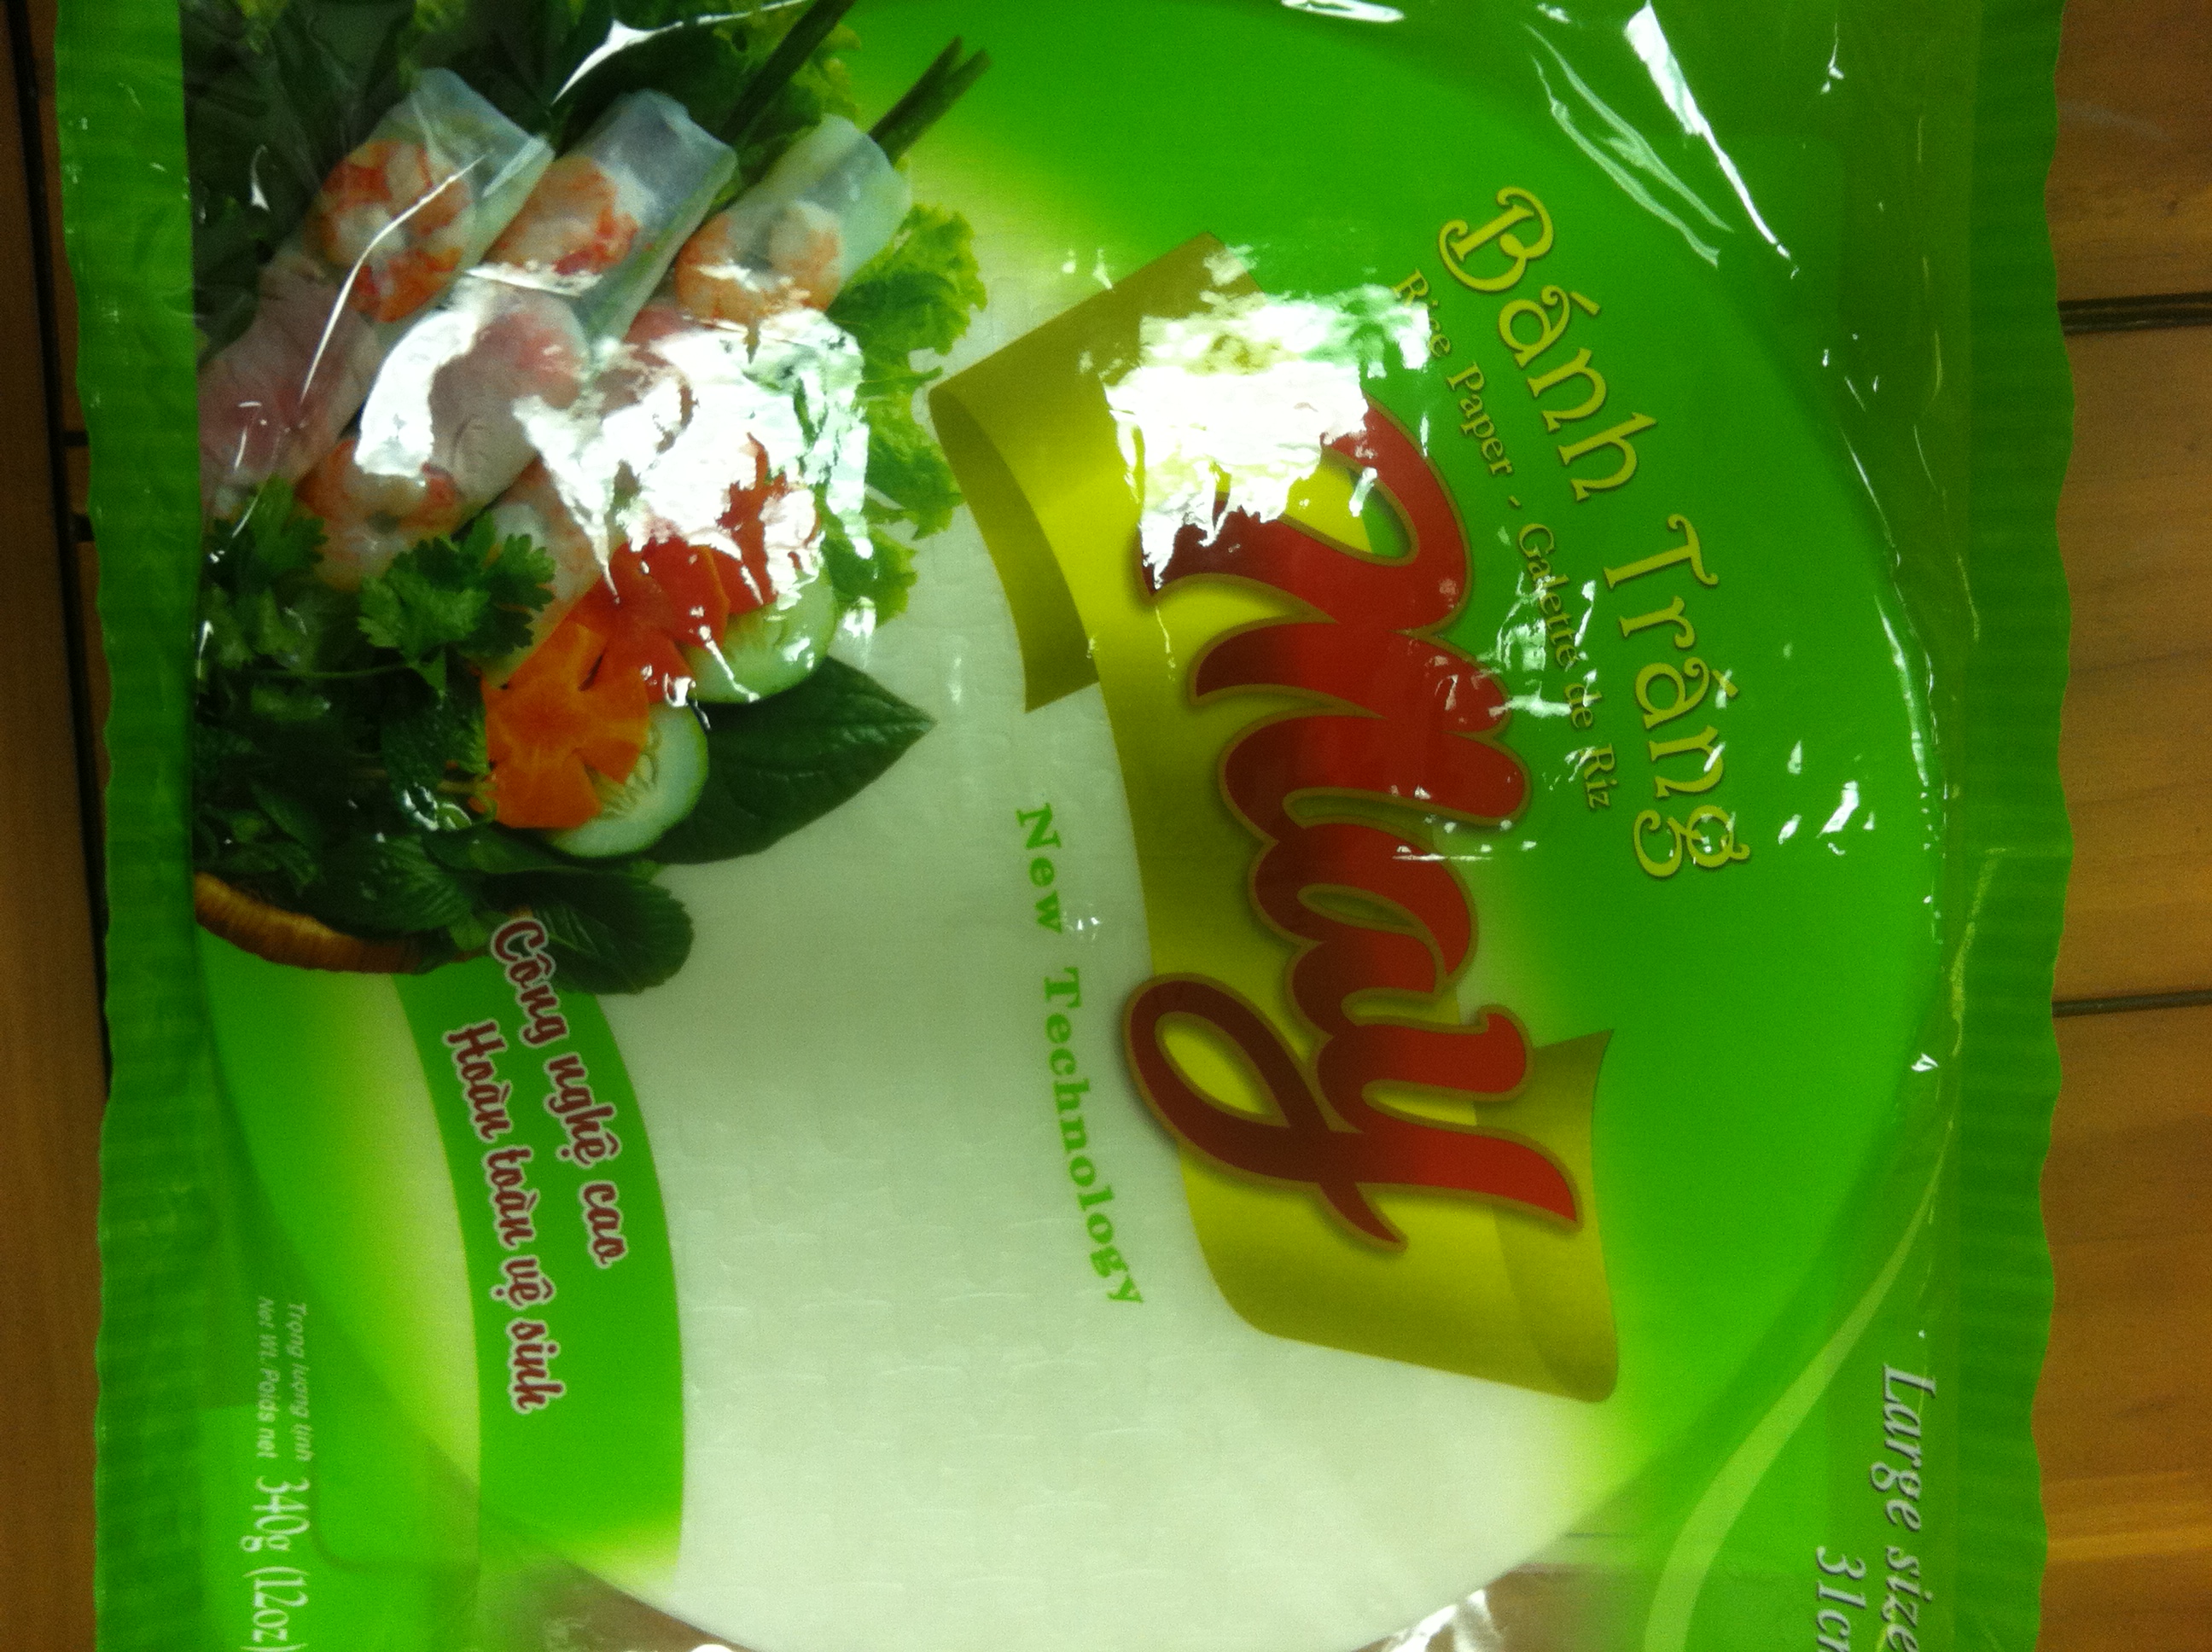 Large size
Bánh Tráng
Rice Paper - Galette de Riz
New Technology
Công nghệ cao
Hoàn toàn vệ sinh
Trọng lượng tịnh
Net Wt. Poids net 340g (12oz)